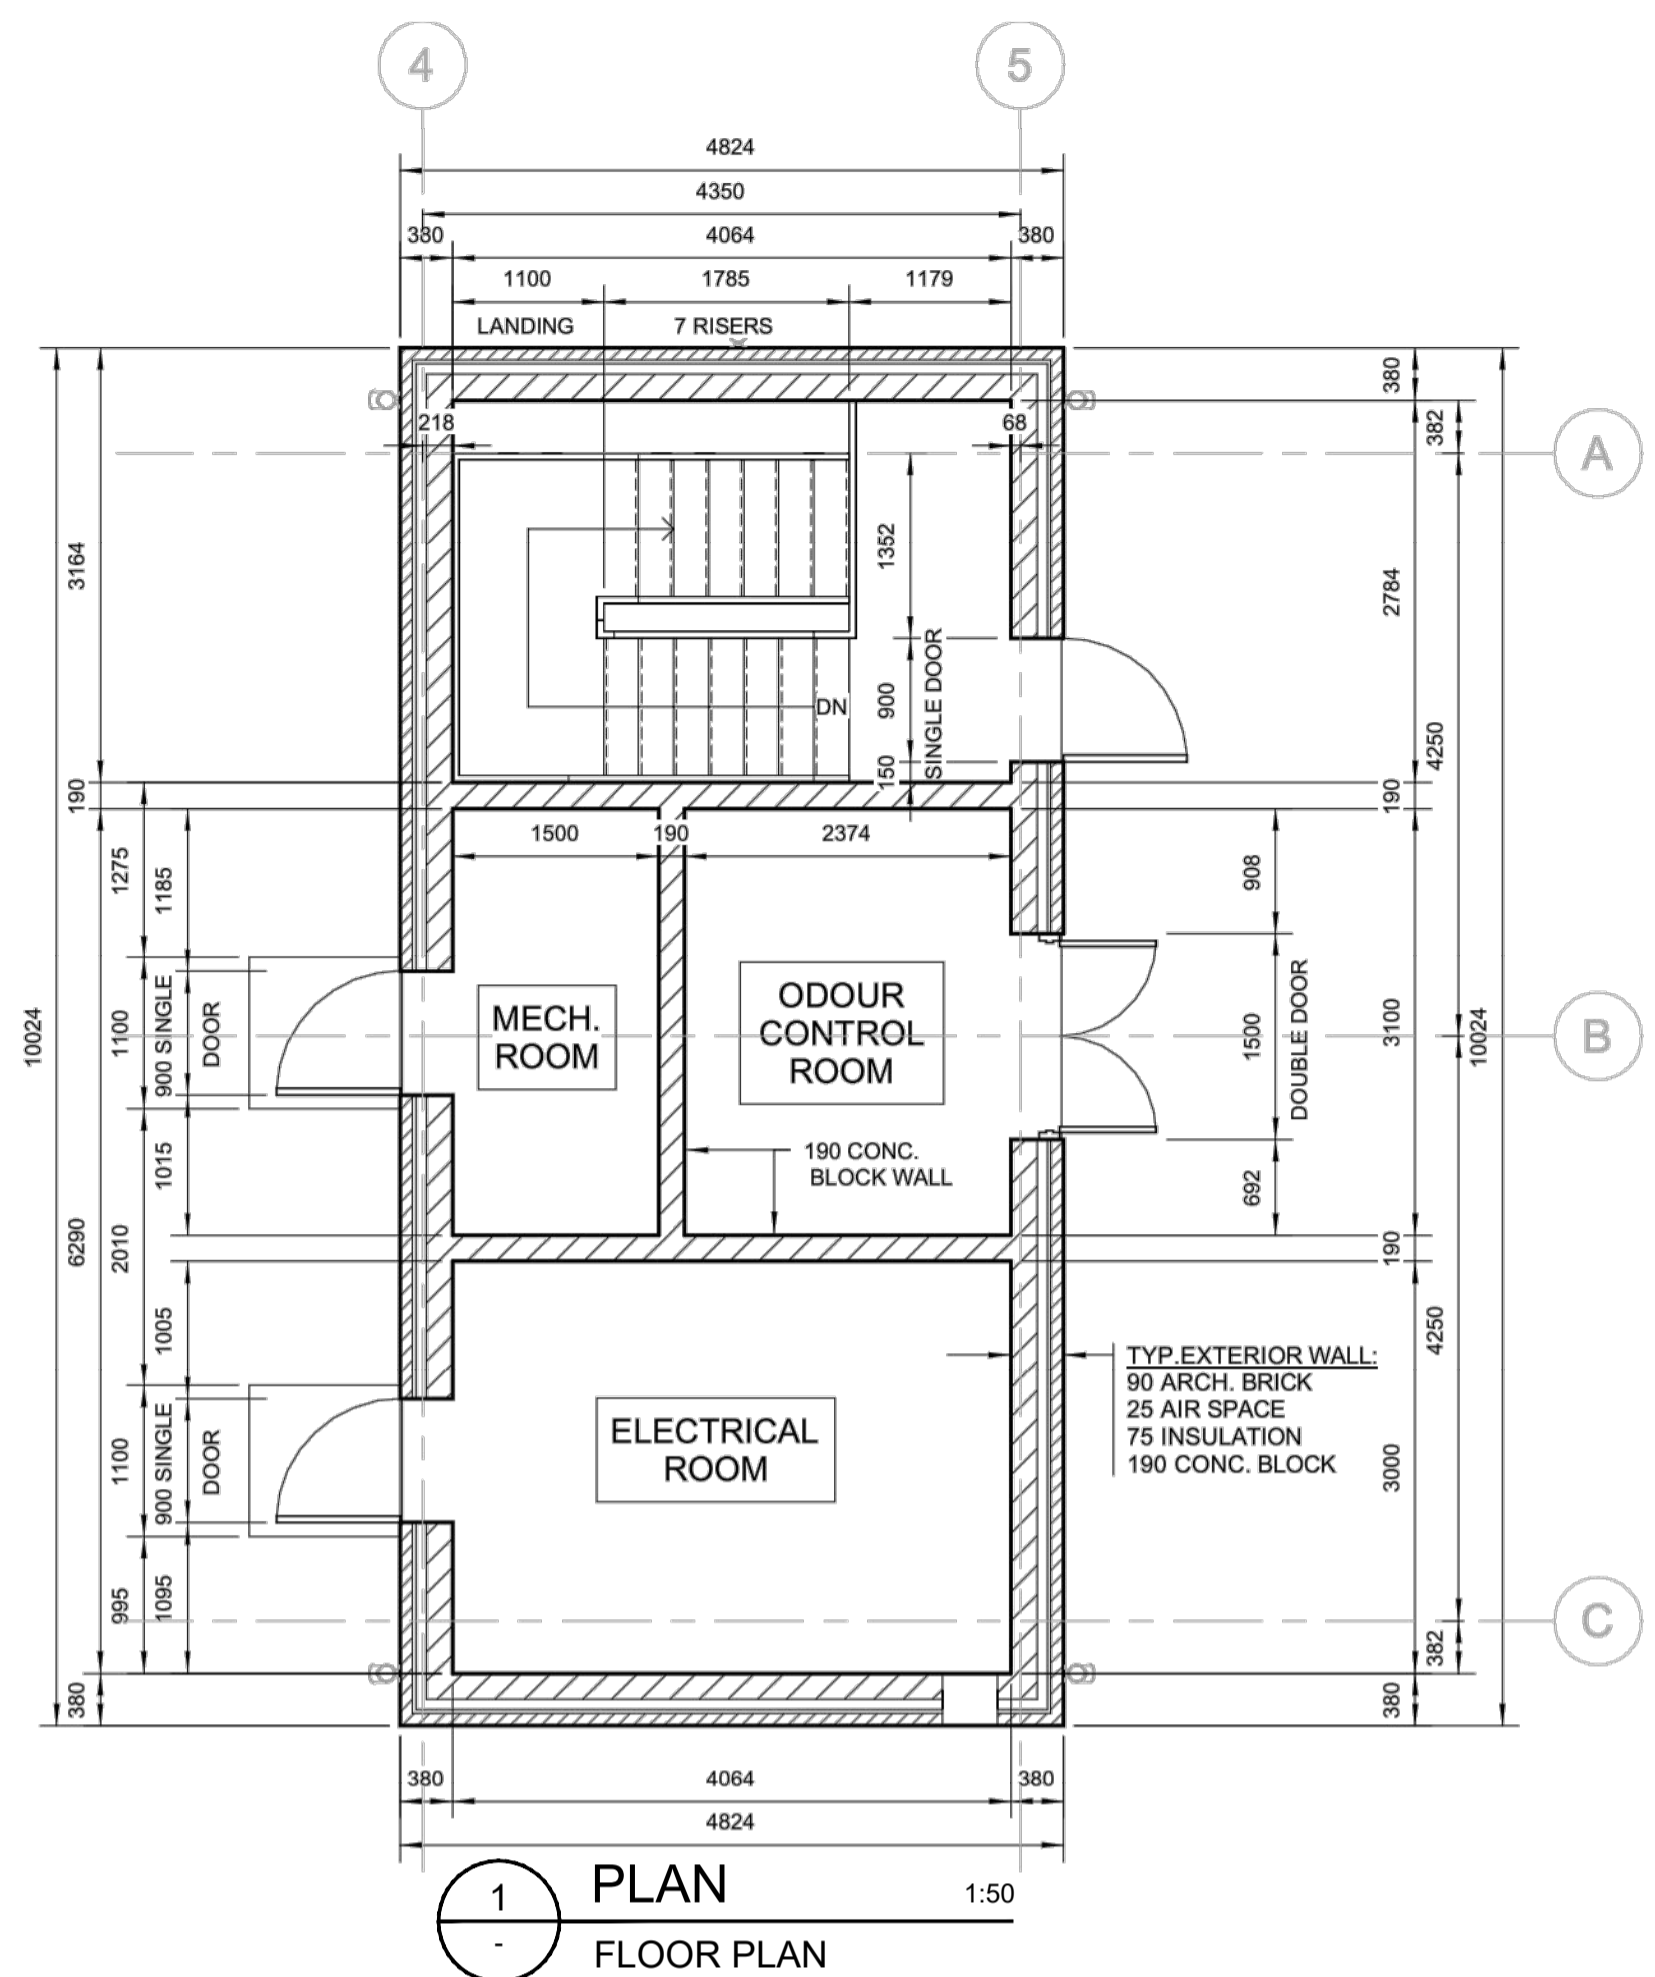 4
5
4824
4350
380
4064
380
1100
1785
1179
LANDING
7 RISERS
380
218
68
382
A
3164
1352
2784
SINGLE DOOR
900
DN
4250
150
190
190
1500
190
2374
1275
1185
908
10024
1100
900 SINGLE
DOOR
MECH.
ROOM
ODOUR
CONTROL
ROOM
1500
DOUBLE DOOR
3100
10024
B
190 CONC.
BLOCK WALL
1015
692
6290
2010
190
1005
4250
TYP.EXTERIOR WALL:
90 ARCH. BRICK
25 AIR SPACE
75 INSULATION
190 CONC. BLOCK
1100
900 SINGLE
DOOR
ELECTRICAL
ROOM
3000
995
1095
C
382
380
380
380
4064
380
4824
1
-
PLAN
1:50
FLOOR PLAN